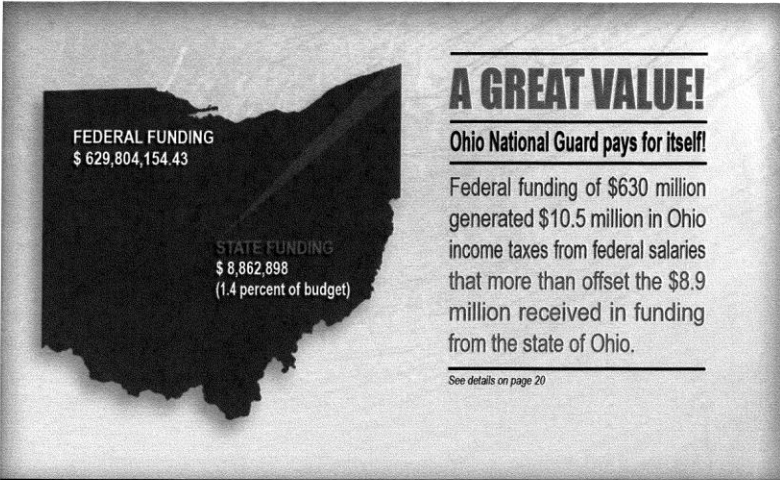 FEDERAL FUNDING
$ 629,804,154.43
STATE FUNDING
$ 8,862,898
(1.4 percent of budget)
A GREAT VALUE!
Ohio National Guard pays for itself!
Federal funding of $630 million
generated $10.5 million in Ohio
income taxes from federal salaries
that more than offset the $8.9
million received in funding
from the state of Ohio.
See details on page 20